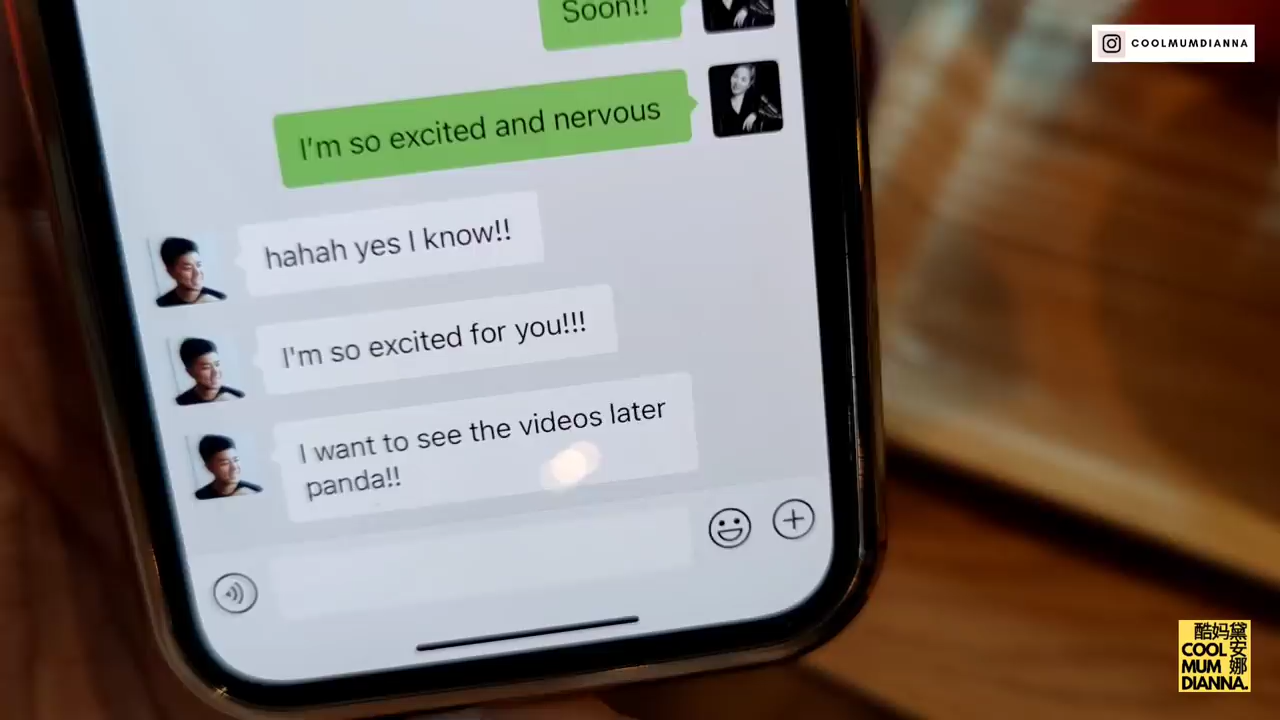 Soon!!
COOLMUMDIANNA
I'm so excited and nervous
hahah yes I know!!
I'm so excited for you!!!
I want to see the videos later
panda!!
酷妈黛安娜
COOL
MUM
DIANNA.